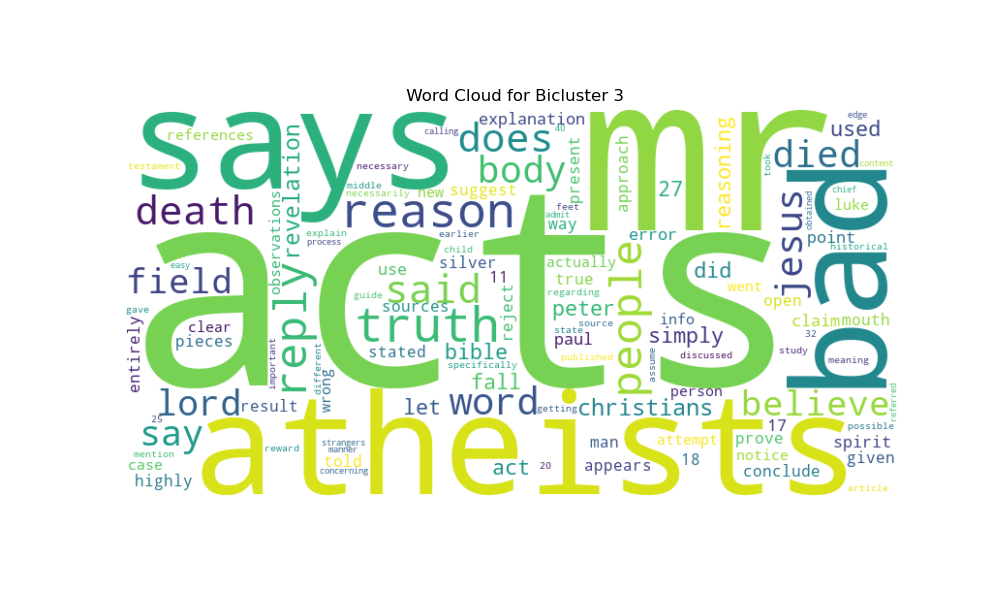 Word Cloud for Bicluster 3
says
mr
acts
bad
atheists
references
calling
explanation
40
does
edge
used
testament
necessary
body
present
approach
reasoning
took
died
content
middle
necessarily
new
suggest
27
chief
luke
obtained
death
observations
revelation
reason
feet
admit
way
error
jesus
point
historical
explain
process
earlier
child
easy
field
reply
use
silver
11
actually
true
regarding
people
did
went
open
gave
guide
said
sources
reject
peter
source
info
claim
mouth
entirely
clear
pieces
truth
stated
bible
state
paul
simply
32
study
important
different
specifically
published
assume
discussed
meaning
wrong
fall
person
lord
result
let
word
getting
christians
believe
referred
25
say
17
possible
mention
reward
strangers
manner
told
concerning
man
attempt
prove
spirit
case
act
20
appears
18
notice
given
highly
conclude
article